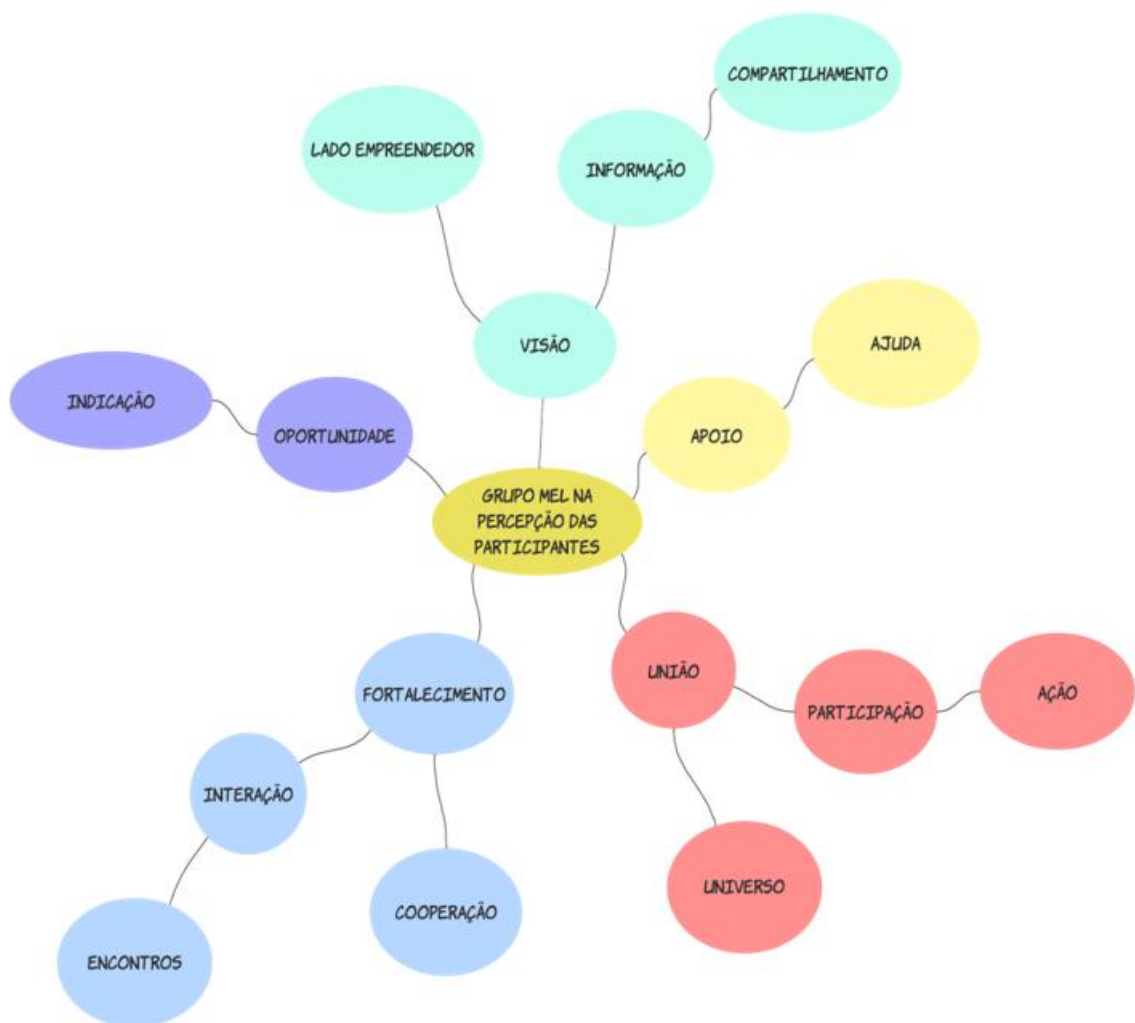 COMPARTILHAMENTO
LADO EMPREENDEDOR
INFORMAÇÃO
VISÃO
AJUDA
INDICAÇÃO
OPORTUNIDADE
APOIO
GRUPO MEL NA
PERCEPÇÃO DAS
PARTICIPANTES
UNIÃO
FORTALECIMENTO
PARTICIPAÇÃO
AÇÃO
INTERAÇÃO
UNIVERSO
COOPERAÇÃO
ENCONTROS